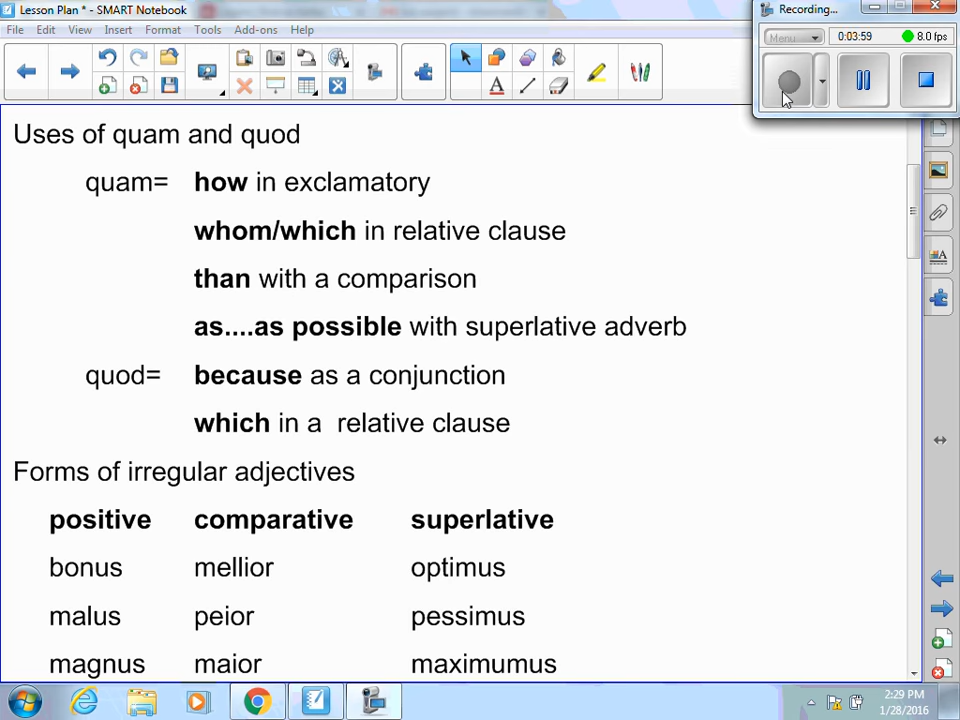 Lesson Plan * - SMART Notebook
Recording...
File Edit View Insert Format Tools Add-ons Help
Menu
0:03:59
8.0 fps
Uses of quam and quod
quam= how in exclamatory
whom/which in relative clause
than with a comparison
as....as possible with superlative adverb
quod= because as a conjunction
which in a relative clause
Forms of irregular adjectives
positive comparative superlative
bonus mellior optimus
malus peior pessimus
magnus maior maximumus
2:29 PM
1/28/2016